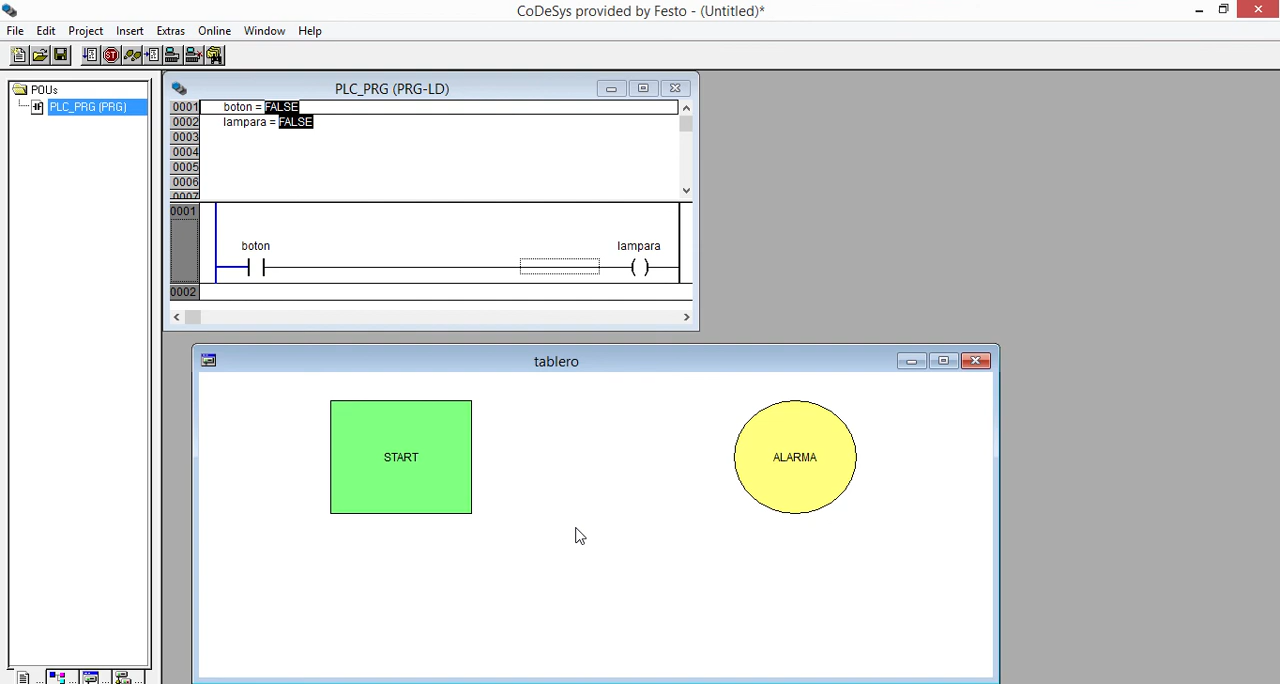 CoDeSys provided by Festo - (Untitled)*
File Edit Project Insert Extras Online Window Help
POUs
PLC_PRG (PRG)
PLC_PRG (PRG-LD)
0001 boton = FALSE
0002 lampara = FALSE
0003
0004
0005
0006
0007
0001
boton lampara
0002
tablero
START ALARMA